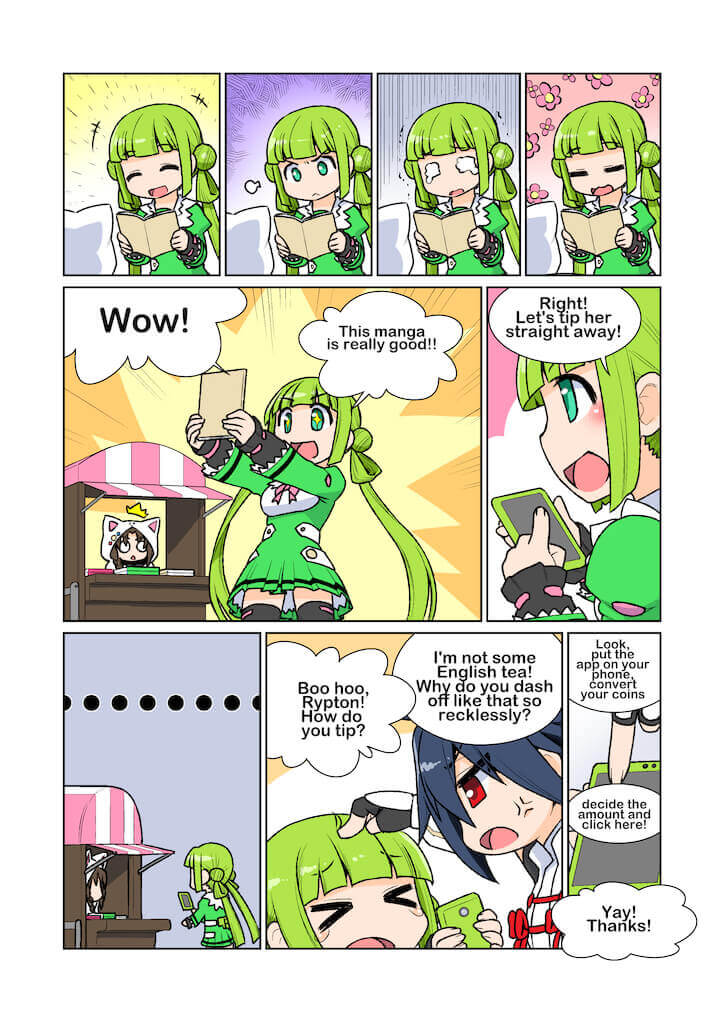 Wow!
This manga
is really good!!
Right!
Let's tip her
straight away!
Boo hoo,
Rypton!
How do
you tip?
I'm not some
English tea!
Why do you dash
off like that so
recklessly?
Look,
put the
app on your
phone,
convert
your coins
decide the
amount and
click here!
Yay!
Thanks!